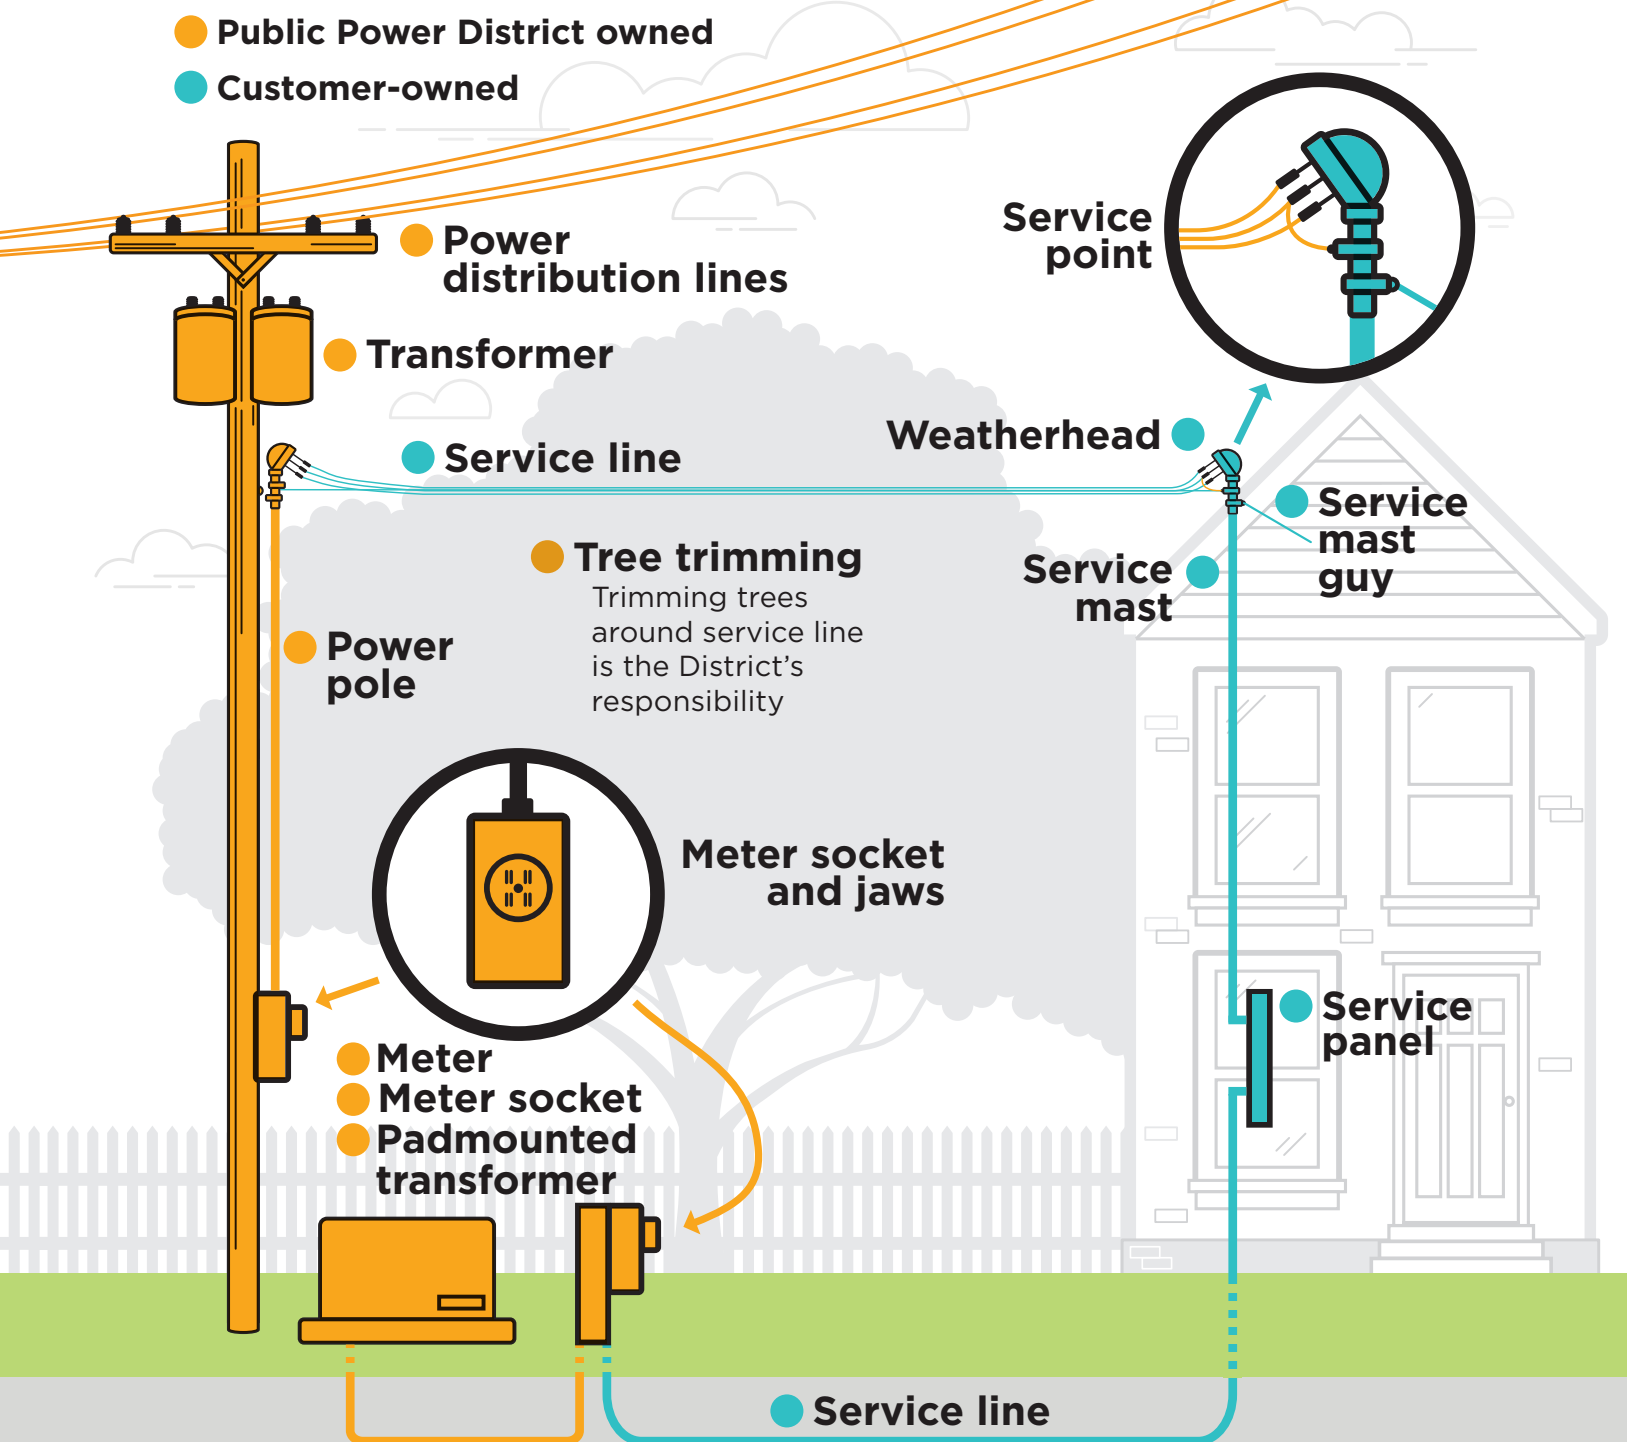 Public Power District owned
Customer-owned
Service
point
Power
distribution lines
Transformer
Weatherhead
Service line
Service
mast
guy
Tree trimming
Trimming trees
around service line
is the District's
responsibility
Service
mast
Power
pole
Meter socket
and jaws
Service
panel
Meter
Meter socket
Padmounted
transformer
Service line